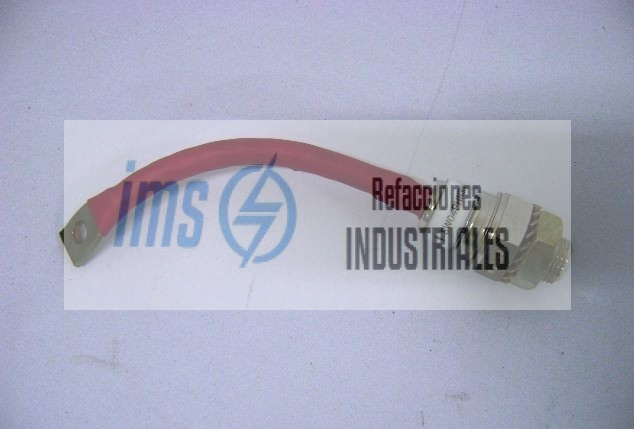 ims
Refacciones
INDUSTRIALES